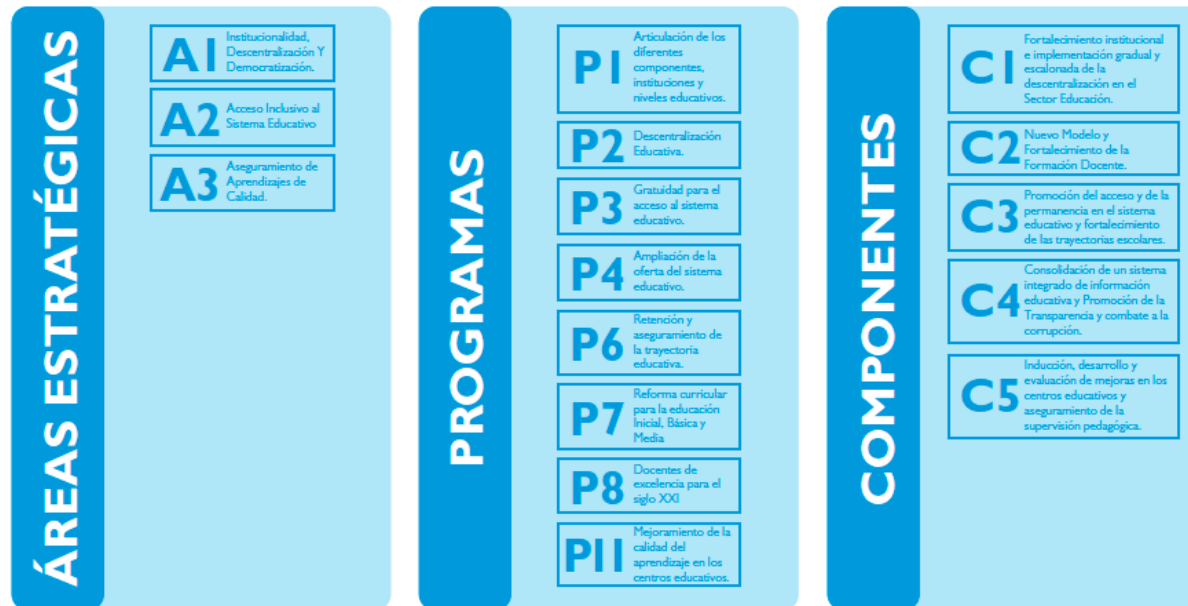 ÁREAS ESTRATÉGICAS
A1
Institucionalidad,
Descentralización Y
Democratización.
A2
Acceso Inclusivo al
Sistema Educativo
A3
Aseguramiento de
Aprendizajes de
Calidad.
PROGRAMAS
P1
Articulación de los
diferentes
componentes,
instituciones y
niveles educativos.
P2
Descentralización
Educativa.
P3
Gratuidad para el
acceso al sistema
educativo.
P4
Ampliación de la
oferta del sistema
educativo.
P6
Retención y
aseguramiento de
la trayectoria
educativa.
P7
Reforma curricular
para la educación
Inicial, Básica y
Media
P8
Docentes de
excelencia para el
siglo XXI
P11
Mejoramiento de la
calidad del
aprendizaje en los
centros educativos.
COMPONENTES
C1
Fortalecimiento institucional
e implementación gradual y
escalonada de la
descentralización en el
Sector Educación.
C2
Nuevo Modelo y
Fortalecimiento de la
Formación Docente.
C3
Promoción del acceso y de la
permanencia en el sistema
educativo y fortalecimiento
de las trayectorias escolares.
C4
Consolidación de un sistema
integrado de información
educativa y Promoción de la
Transparencia y combate a la
corrupción.
C5
Inducción, desarrollo y
evaluación de mejoras en los
centros educativos y
aseguramiento de la
supervisión pedagógica.